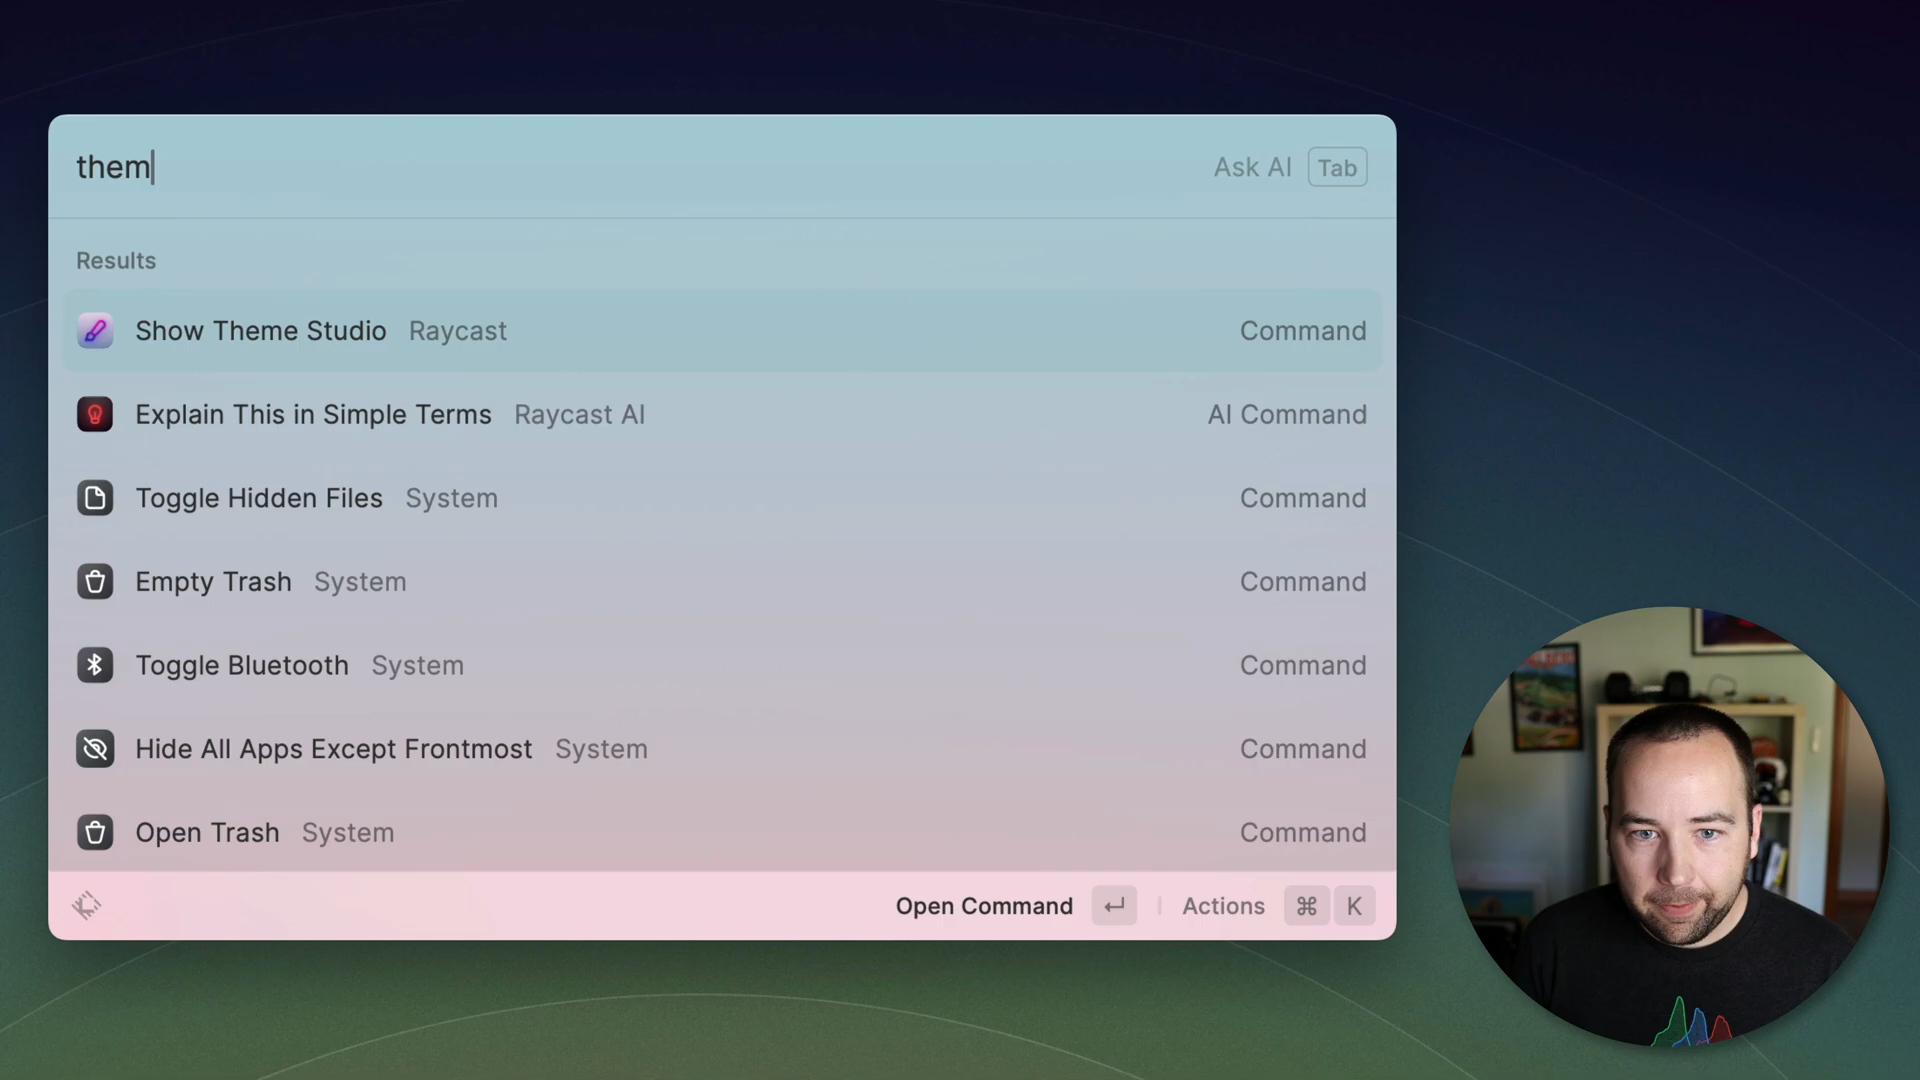 them
Ask AI Tab
Results
Show Theme Studio Raycast Command
Explain This in Simple Terms Raycast AI AI Command
Toggle Hidden Files System Command
Empty Trash System Command
Toggle Bluetooth System Command
Hide All Apps Except Frontmost System Command
Open Trash System Command
Open Command ↵ Actions ⌘ K